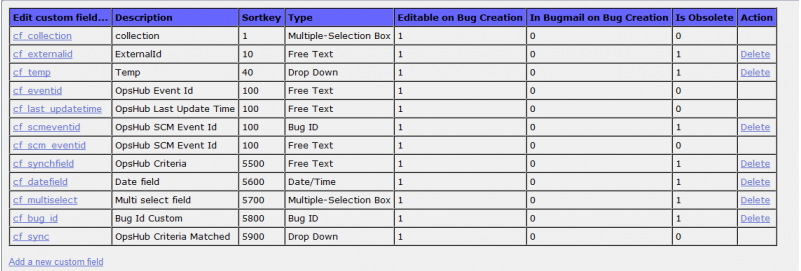 Edit custom field... Description Sortkey Type Editable on Bug Creation In Bugmail on Bug Creation Is Obsolete Action
cf_collection collection 1 Multiple-Selection Box 1 0 0
cf_externalid ExternalId 10 Free Text 1 0 1 Delete
cf_temp Temp 40 Drop Down 1 0 1 Delete
cf_eventid OpsHub Event Id 100 Free Text 1 0 0
cf_last_updatetime OpsHub Last Update Time 100 Free Text 1 0 0
cf_scmeventid OpsHub SCM Event Id 100 Bug ID 1 0 1 Delete
cf_scm_eventid OpsHub SCM Event Id 100 Free Text 1 0 0
cf_synchfield OpsHub Criteria 5500 Free Text 1 0 1 Delete
cf_datefield Date field 5600 Date/Time 1 0 1 Delete
cf_multiselect Multi select field 5700 Multiple-Selection Box 1 0 1 Delete
cf_bug_id Bug Id Custom 5800 Bug ID 1 0 1 Delete
cf_sync OpsHub Criteria Matched 5900 Drop Down 1 0 0
Add a new custom field